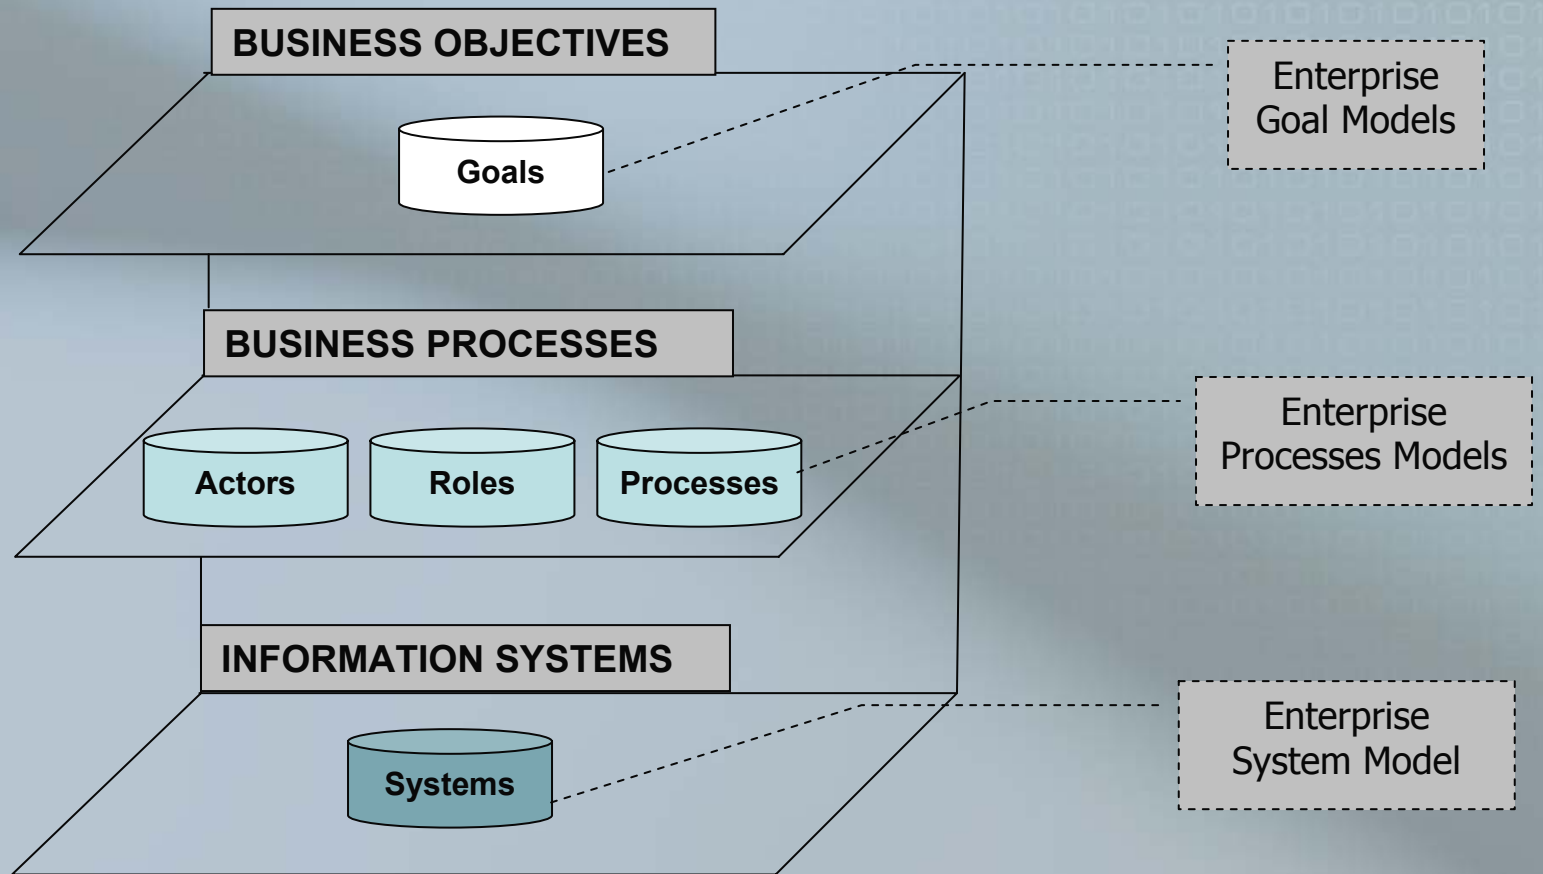 BUSINESS OBJECTIVES
Enterprise
Goal Models
Goals
BUSINESS PROCESSES
Enterprise
Processes Models
Actors
Roles
Processes
INFORMATION SYSTEMS
Enterprise
System Model
Systems